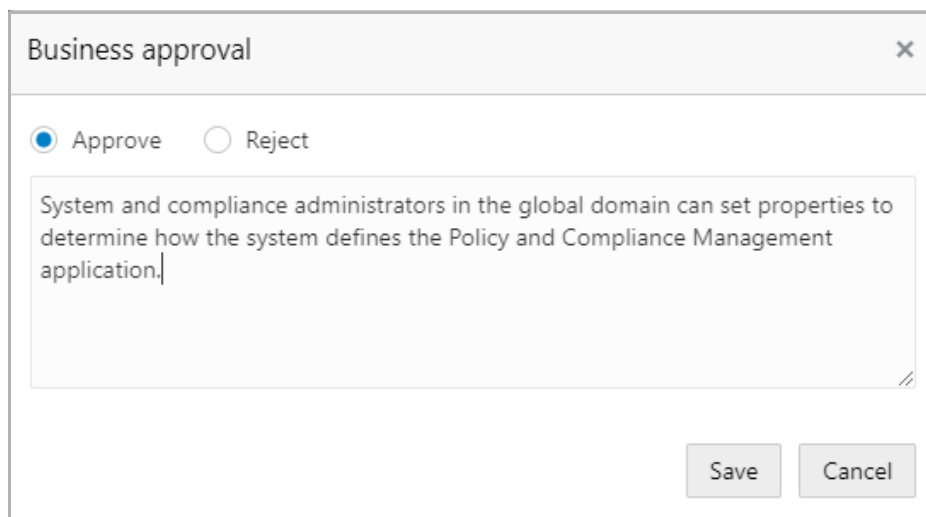 Business approval
Approve Reject
System and compliance administrators in the global domain can set properties to
determine how the system defines the Policy and Compliance Management
application.
Save Cancel